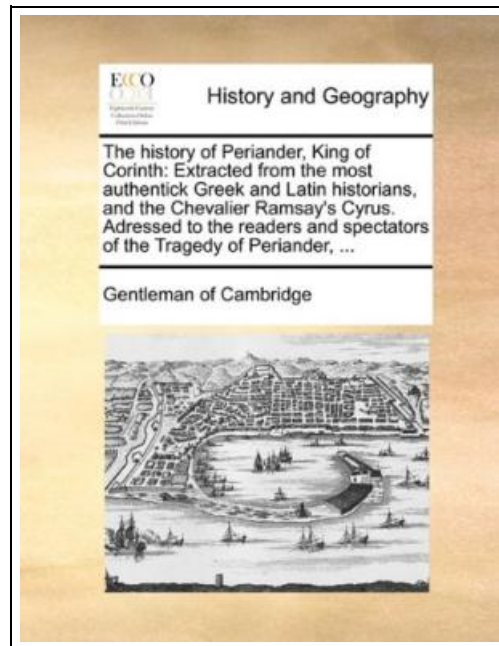 ECCO
History and Geography
The history of Periander, King of
Corinth: Extracted from the most
authentick Greek and Latin historians,
and the Chevalier Ramsay's Cyrus.
Adressed to the readers and spectators
of the Tragedy of Periander, ...
Gentleman of Cambridge